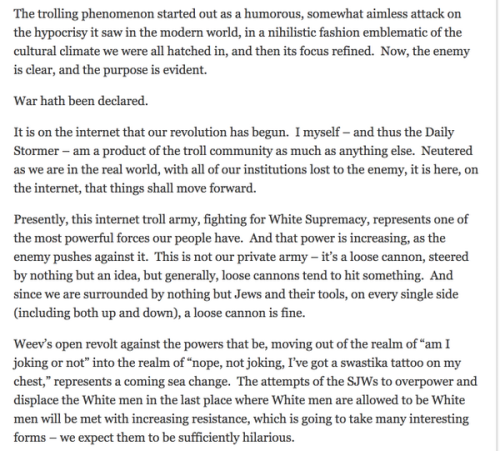 The trolling phenomenon started out as a humorous, somewhat aimless attack on
the hypocrisy it saw in the modern world, in a nihilistic fashion emblematic of the
cultural climate we were all hatched in, and then its focus refined.  Now, the enemy
is clear, and the purpose is evident.
War hath been declared.
It is on the internet that our revolution has begun.  I myself – and thus the Daily
Stormer – am a product of the troll community as much as anything else.  Neutered
as we are in the real world, with all of our institutions lost to the enemy, it is here, on
the internet, that things shall move forward.
Presently, this internet troll army, fighting for White Supremacy, represents one of
the most powerful forces our people have.  And that power is increasing, as the
enemy pushes against it.  This is not our private army – it's a loose cannon, steered
by nothing but an idea, but generally, loose cannons tend to hit something.  And
since we are surrounded by nothing but Jews and their tools, on every single side
(including both up and down), a loose cannon is fine.
Weev's open revolt against the powers that be, moving out of the realm of "am I
joking or not" into the realm of "nope, not joking, I've got a swastika tattoo on my
chest," represents a coming sea change.  The attempts of the SJWs to overpower and
displace the White men in the last place where White men are allowed to be White
men will be met with increasing resistance, which is going to take many interesting
forms – we expect them to be sufficiently hilarious.